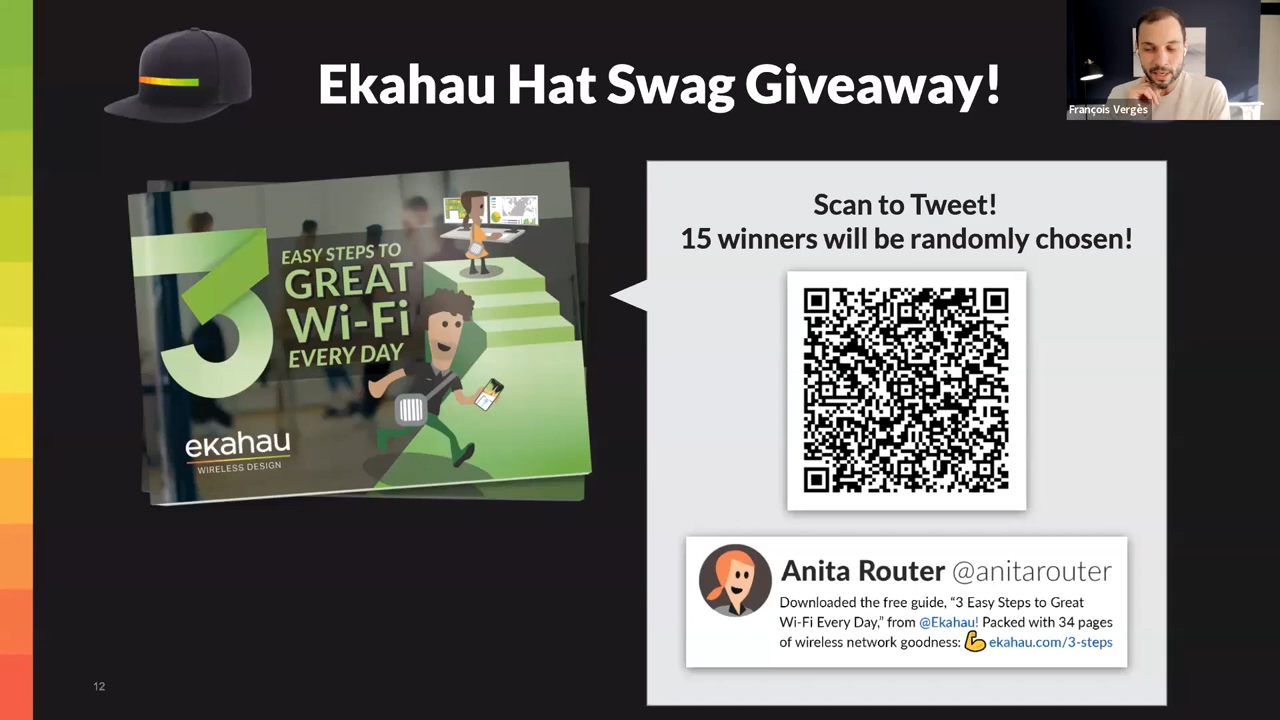 Ekahau Hat Swag Giveaway!
François Vergès
3
EASY STEPS TO
GREAT
Wi-Fi
EVERY DAY
ekahau
WIRELESS DESIGN
Scan to Tweet!
15 winners will be randomly chosen!
Anita Router @anitarouter
Downloaded the free guide, “3 Easy Steps to Great
Wi-Fi Every Day,” from @Ekahau! Packed with 34 pages
of wireless network goodness: 💪 ekahau.com/3-steps
12